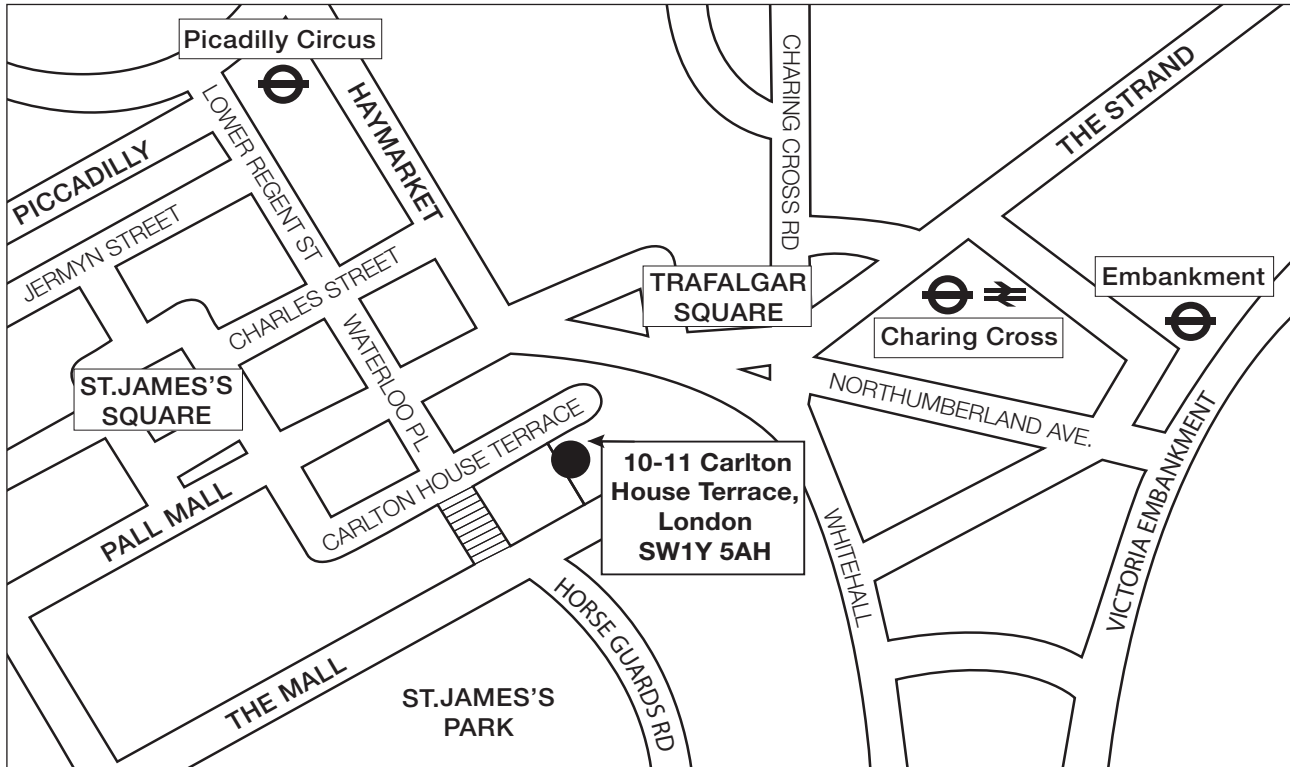 Picadilly Circus
CHARING CROSS RD
THE STRAND
HAYMARKET
LOWER REGENT ST
PICCADILLY
JERMYN STREET
CHARLES STREET
TRAFALGAR
SQUARE
Embankment
Charing Cross
WATERLOO PL
ST.JAMES'S
SQUARE
NORTHUMBERLAND AVE.
CARLTON HOUSE TERRACE
10-11 Carlton
House Terrace,
London
SW1Y 5AH
PALL MALL
WHITEHALL
VICTORIA EMBANKMENT
HORSE GUARDS RD
THE MALL
ST.JAMES'S
PARK